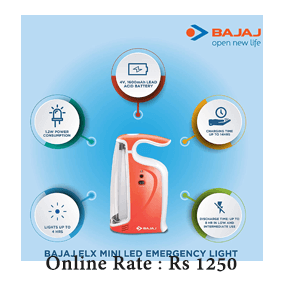 BAJAJ
open new life
4V, 1600MAH LEAD
ACID BATTERY
1.2W POWER
CONSUMPTION
CHARGING TIME
UP TO 16HRS
LIGHTS UP TO
4 HRS
DISCHARGE TIME: UP TO
8 HR IN LOW AND
INTERMEDIATE USE
BAJAJ
BAJAJ ELX MINI LED EMERGENCY LIGHT
Online Rate : Rs 1250